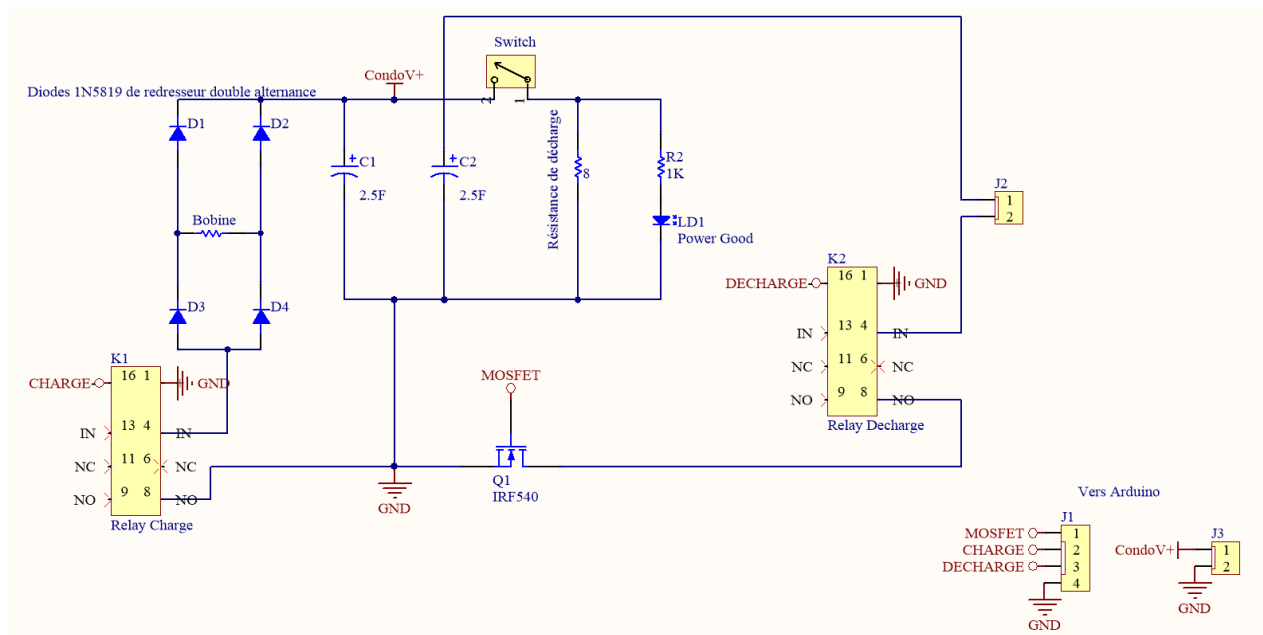 Switch
CondoV+
Diodes 1N5819 de redresseur double alternance
2
1
D1
D2
+
C1
2.5F
+
C2
2.5F
Résistance de décharge
8
R2
1K
LD1
Power Good
J2
1
2
Bobine
D3
D4
K2
DECHARGE
16 1
GND
IN
13 4
IN
NC
11 6
NC
NO
9 8
NO
Relay Decharge
K1
CHARGE
16 1
GND
IN
13 4
IN
NC
11 6
NC
NO
9 8
NO
Relay Charge
MOSFET
Q1
IRF540
GND
Vers Arduino
J1
MOSFET
1
CHARGE
2
DECHARGE
3
4
GND
J3
CondoV+
1
2
GND